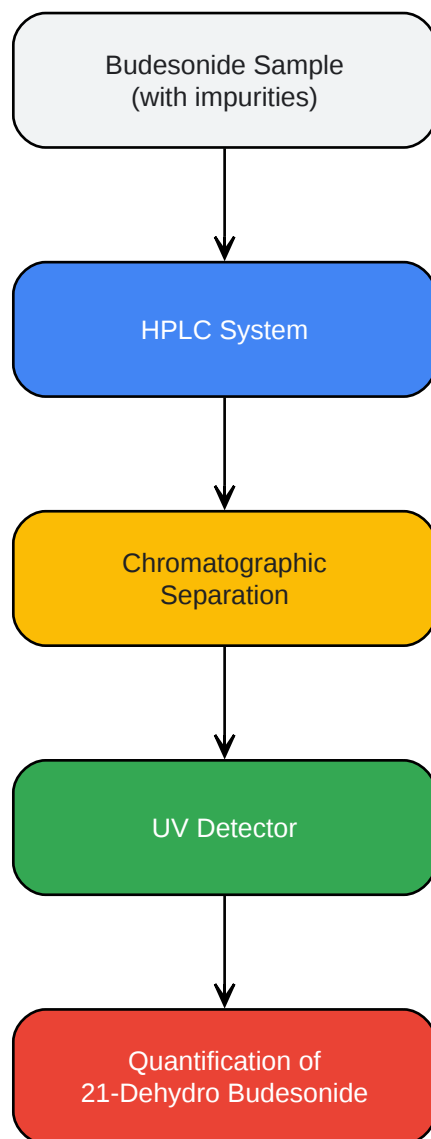 Budesonide Sample
(with impurities)
HPLC System
Chromatographic
Separation
UV Detector
Quantification of
21-Dehydro Budesonide